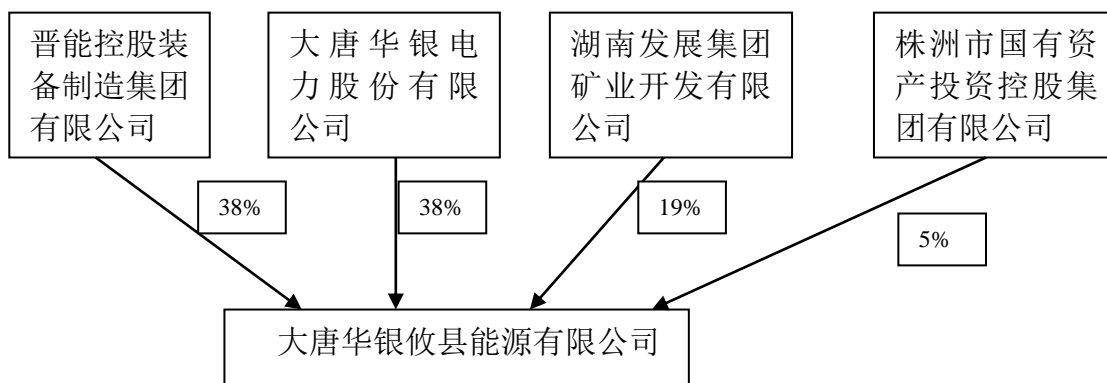 晋能控股装
备制造集团
有限公司
大唐华银电
力股份有限
公司
湖南发展集团
矿业开发有限
公司
株洲市国有资
产投资控股集
团有限公司
38%
38%
19%
5%
大唐华银攸县能源有限公司